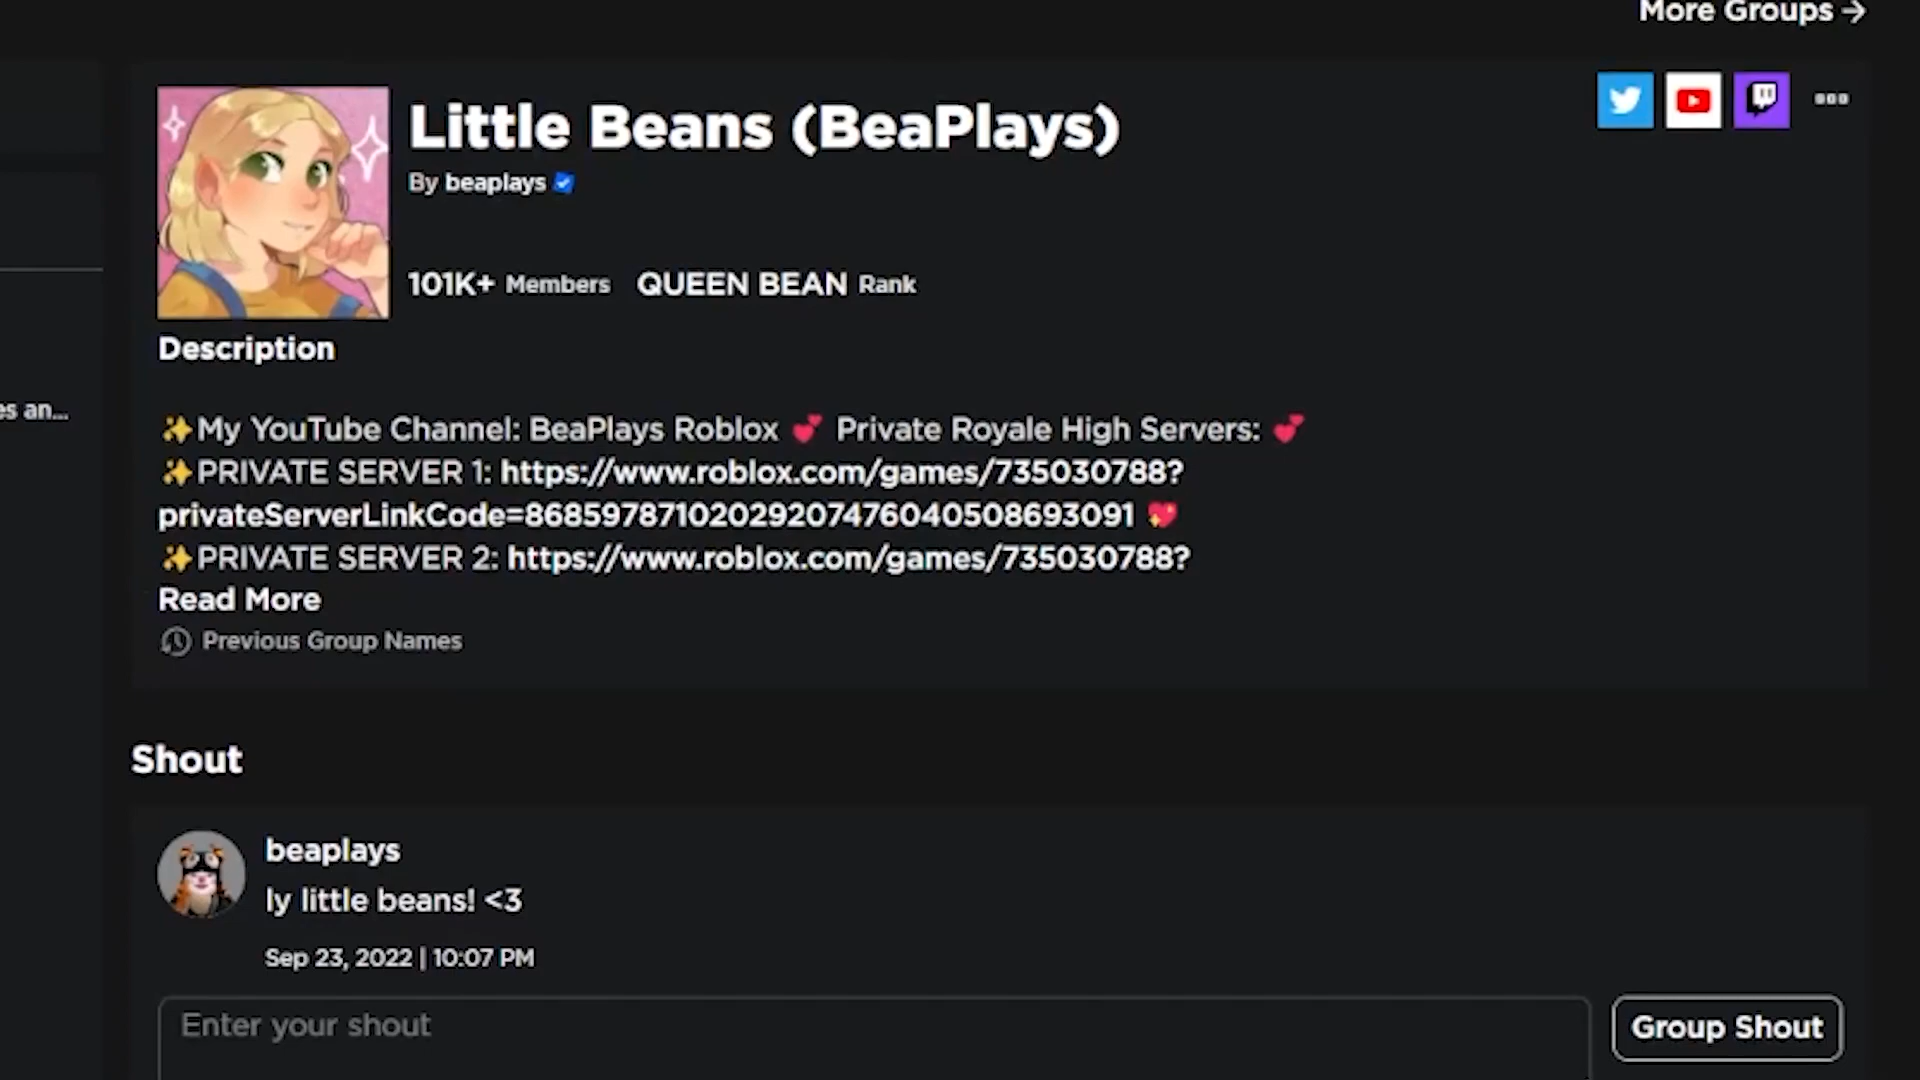 More Groups →
Little Beans (BeaPlays)
By beaplays
101K+ Members QUEEN BEAN Rank
Description
es an...
✨My YouTube Channel: BeaPlays Roblox 💕 Private Royale High Servers: 💕
✨PRIVATE SERVER 1: https://www.roblox.com/games/735030788?
privateServerLinkCode=86859787102029207476040508693091 💖
✨PRIVATE SERVER 2: https://www.roblox.com/games/735030788?
Read More
Previous Group Names
Shout
beaplays
ly little beans! <3
Sep 23, 2022 | 10:07 PM
Enter your shout
Group Shout